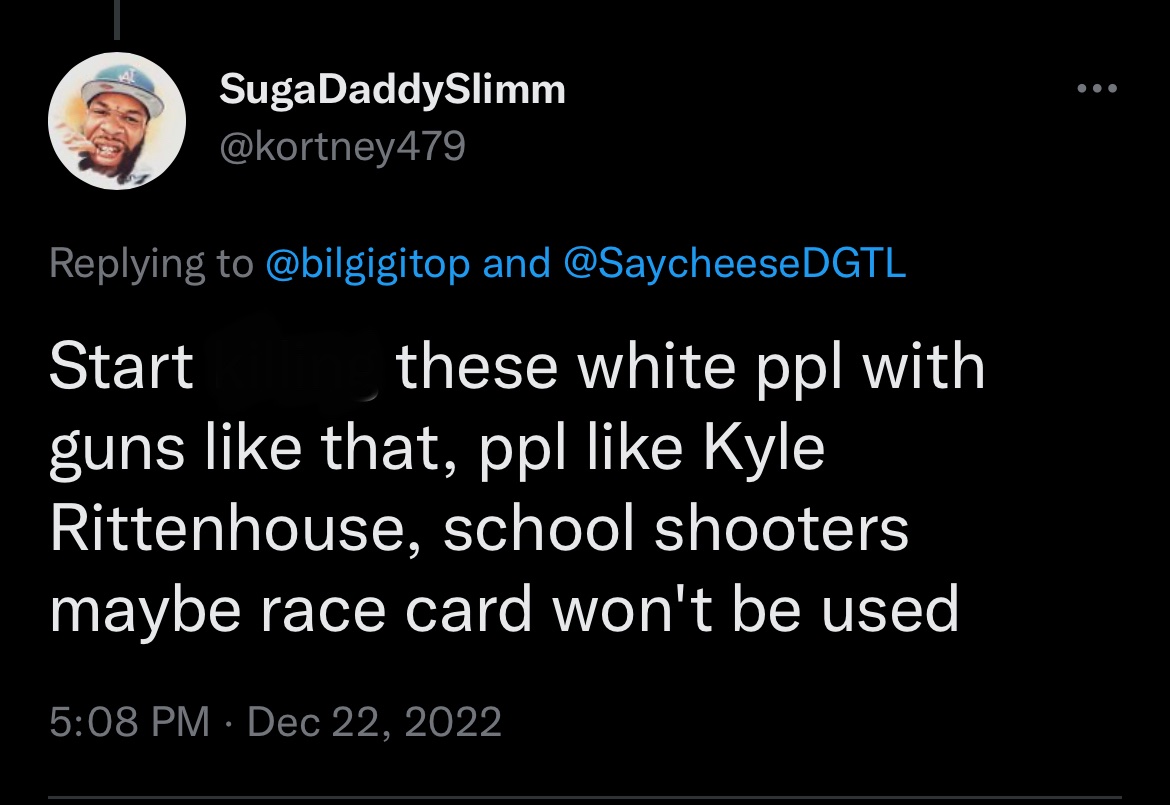 SugaDaddySlimm
@kortney479
Replying to @bilgigitop and @SaycheeseDGTL
Start these white ppl with
guns like that, ppl like Kyle
Rittenhouse, school shooters
maybe race card won't be used
5:08 PM · Dec 22, 2022